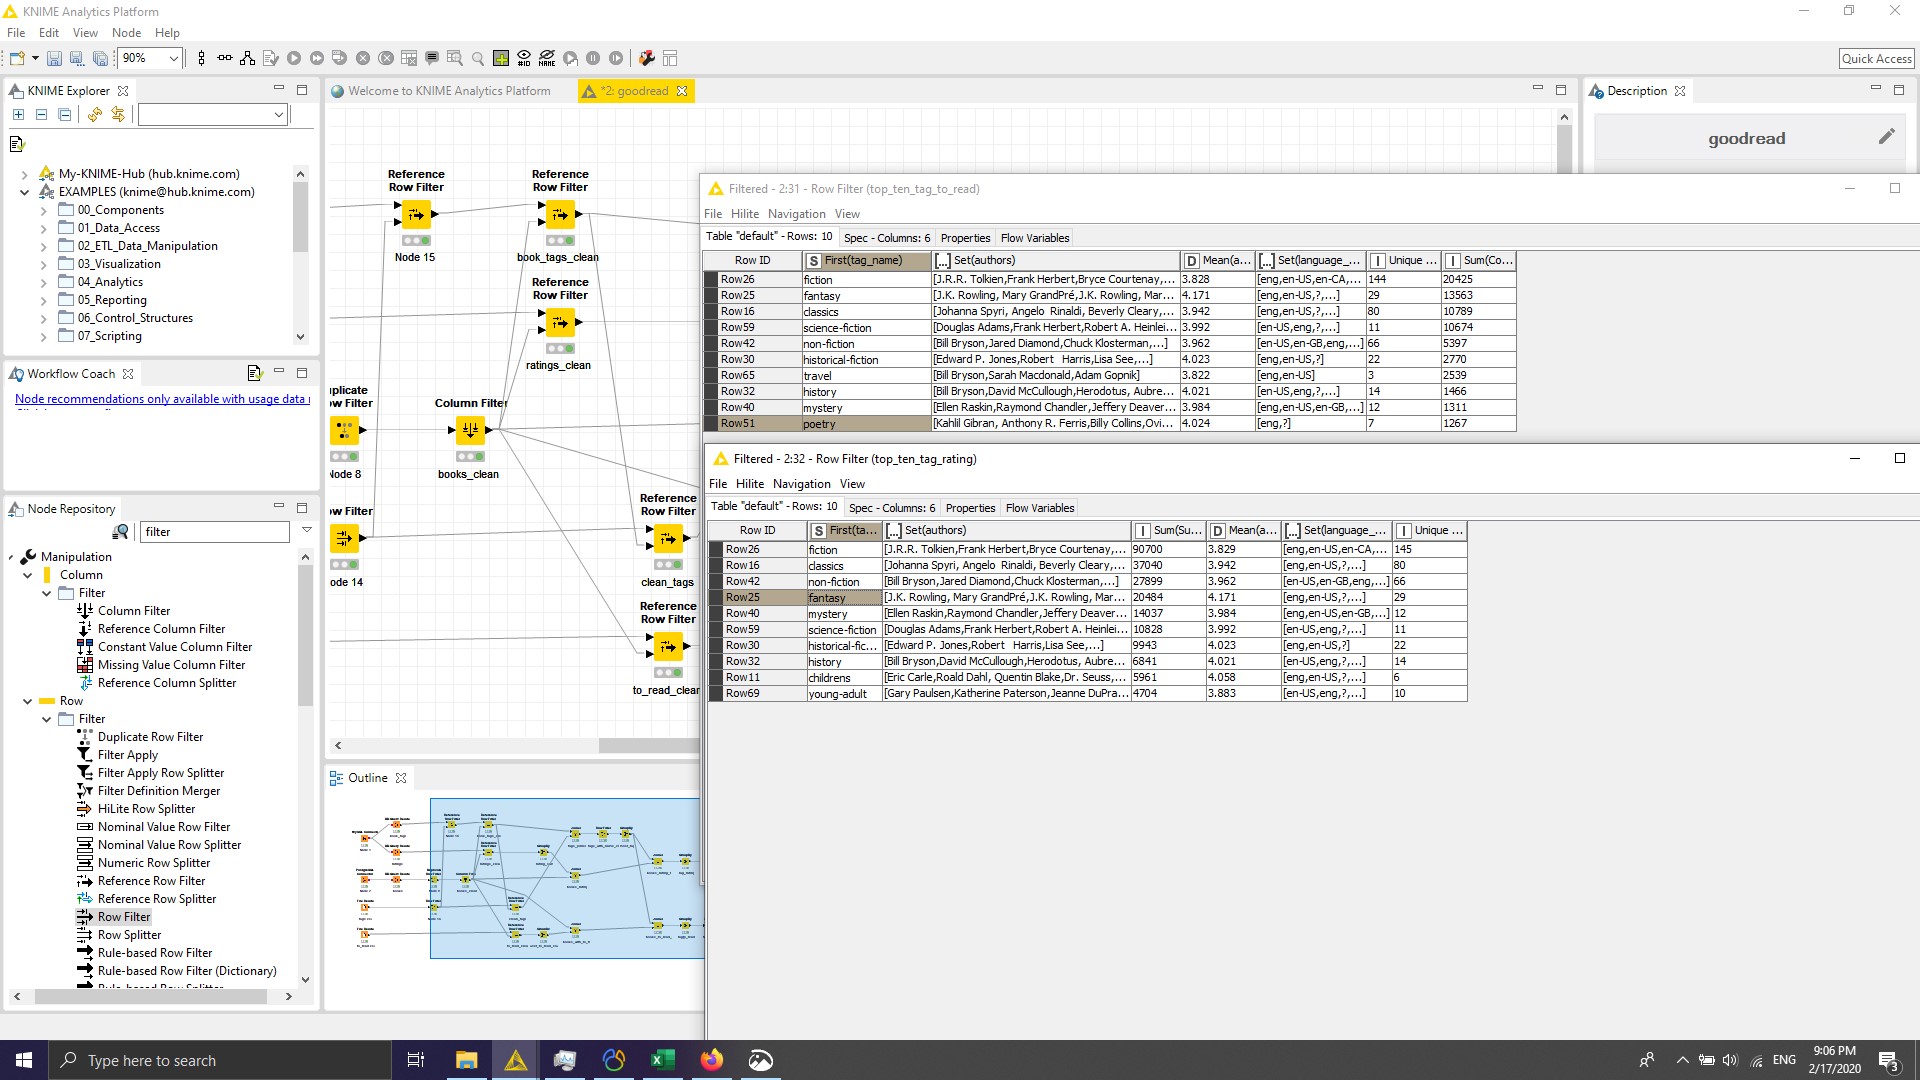 KNIME Analytics Platform
File Edit View Node Help
90%
Quick Access
KNIME Explorer
My-KNIME-Hub (hub.knime.com)
EXAMPLES (knime@hub.knime.com)
00_Components
01_Data_Access
02_ETL_Data_Manipulation
03_Visualization
04_Analytics
05_Reporting
06_Control_Structures
07_Scripting
Workflow Coach
Node recommendations only available with usage data
Node Repository
filter
Manipulation
Column
Filter
Column Filter
Reference Column Filter
Constant Value Column Filter
Missing Value Column Filter
Reference Column Splitter
Row
Filter
Duplicate Row Filter
Filter Apply
Filter Apply Row Splitter
Filter Definition Merger
HiLite Row Splitter
Nominal Value Row Filter
Nominal Value Row Splitter
Numeric Row Splitter
Reference Row Filter
Reference Row Splitter
Row Filter
Row Splitter
Rule-based Row Filter
Rule-based Row Filter (Dictionary)
Rule-based Row Splitter
Welcome to KNIME Analytics Platform
*2: goodread
Reference
Row Filter
Node 15
Reference
Row Filter
book_tags_clean
Reference
Row Filter
ratings_clean
uplicate
w Filter
Node 8
Column Filter
books_clean
w Filter
ode 14
Reference
Row Filter
clean_tags
Reference
Row Filter
to_read_clean
Outline
Description
goodread
Filtered - 2:31 - Row Filter (top_ten_tag_to_read)
File Hilite Navigation View
Table "default" - Rows: 10 Spec - Columns: 6 Properties Flow Variables
Row ID S First(tag_name) [...] Set(authors) D Mean(a... [...] Set(language_... I Unique ... I Sum(Co...
Row26 fiction [J.R.R. Tolkien,Frank Herbert,Bryce Courtenay,... 3.828 [eng,en-US,en-CA,... 144 20425
Row25 fantasy [J.K. Rowling, Mary GrandPré,J.K. Rowling, Mar... 4.171 [eng,en-US,?,...] 29 13563
Row16 classics [Johanna Spyri, Angelo Rinaldi, Beverly Cleary,... 3.942 [eng,en-US,?,...] 80 10789
Row59 science-fiction [Douglas Adams,Frank Herbert,Robert A. Heinlei... 3.992 [en-US,eng,?,...] 11 10674
Row42 non-fiction [Bill Bryson,Jared Diamond,Chuck Klosterman,...] 3.962 [en-US,en-GB,eng,...] 66 5397
Row30 historical-fiction [Edward P. Jones,Robert Harris,Lisa See,...] 4.023 [eng,en-US,?] 22 2770
Row65 travel [Bill Bryson,Sarah Macdonald,Adam Gopnik] 3.822 [eng,en-US] 3 2539
Row32 history [Bill Bryson,David McCullough,Herodotus, Aubre... 4.021 [en-US,eng,?,...] 14 1466
Row40 mystery [Ellen Raskin,Raymond Chandler,Jeffery Deaver... 3.984 [eng,en-US,en-GB,...] 12 1311
Row51 poetry [Kahlil Gibran, Anthony R. Ferris,Billy Collins,Ovi... 4.024 [eng,?] 7 1267
Filtered - 2:32 - Row Filter (top_ten_tag_rating)
File Hilite Navigation View
Table "default" - Rows: 10 Spec - Columns: 6 Properties Flow Variables
Row ID S First(ta... [...] Set(authors) I Sum(Su... D Mean(a... [...] Set(language_... I Unique ...
Row26 fiction [J.R.R. Tolkien,Frank Herbert,Bryce Courtenay,... 90700 3.829 [eng,en-US,en-CA,... 145
Row16 classics [Johanna Spyri, Angelo Rinaldi, Beverly Cleary,... 37040 3.942 [eng,en-US,?,...] 80
Row42 non-fiction [Bill Bryson,Jared Diamond,Chuck Klosterman,...] 27899 3.962 [en-US,en-GB,eng,... 66
Row25 fantasy [J.K. Rowling, Mary GrandPré,J.K. Rowling, Mar... 20484 4.171 [eng,en-US,?,...] 29
Row40 mystery [Ellen Raskin,Raymond Chandler,Jeffery Deaver... 14037 3.984 [eng,en-US,en-GB,... 12
Row59 science-fiction [Douglas Adams,Frank Herbert,Robert A. Heinlei... 10828 3.992 [en-US,eng,?,...] 11
Row30 historical-fic... [Edward P. Jones,Robert Harris,Lisa See,...] 9943 4.023 [eng,en-US,?] 22
Row32 history [Bill Bryson,David McCullough,Herodotus, Aubre... 6841 4.021 [en-US,eng,?,...] 14
Row11 childrens [Eric Carle,Roald Dahl, Quentin Blake,Dr. Seuss,... 5961 4.058 [eng,en-US,?,...] 6
Row69 young-adult [Gary Paulsen,Katherine Paterson,Jeanne DuPra... 4704 3.883 [en-US,eng,?,...] 10
Type here to search
ENG
9:06 PM
2/17/2020
3